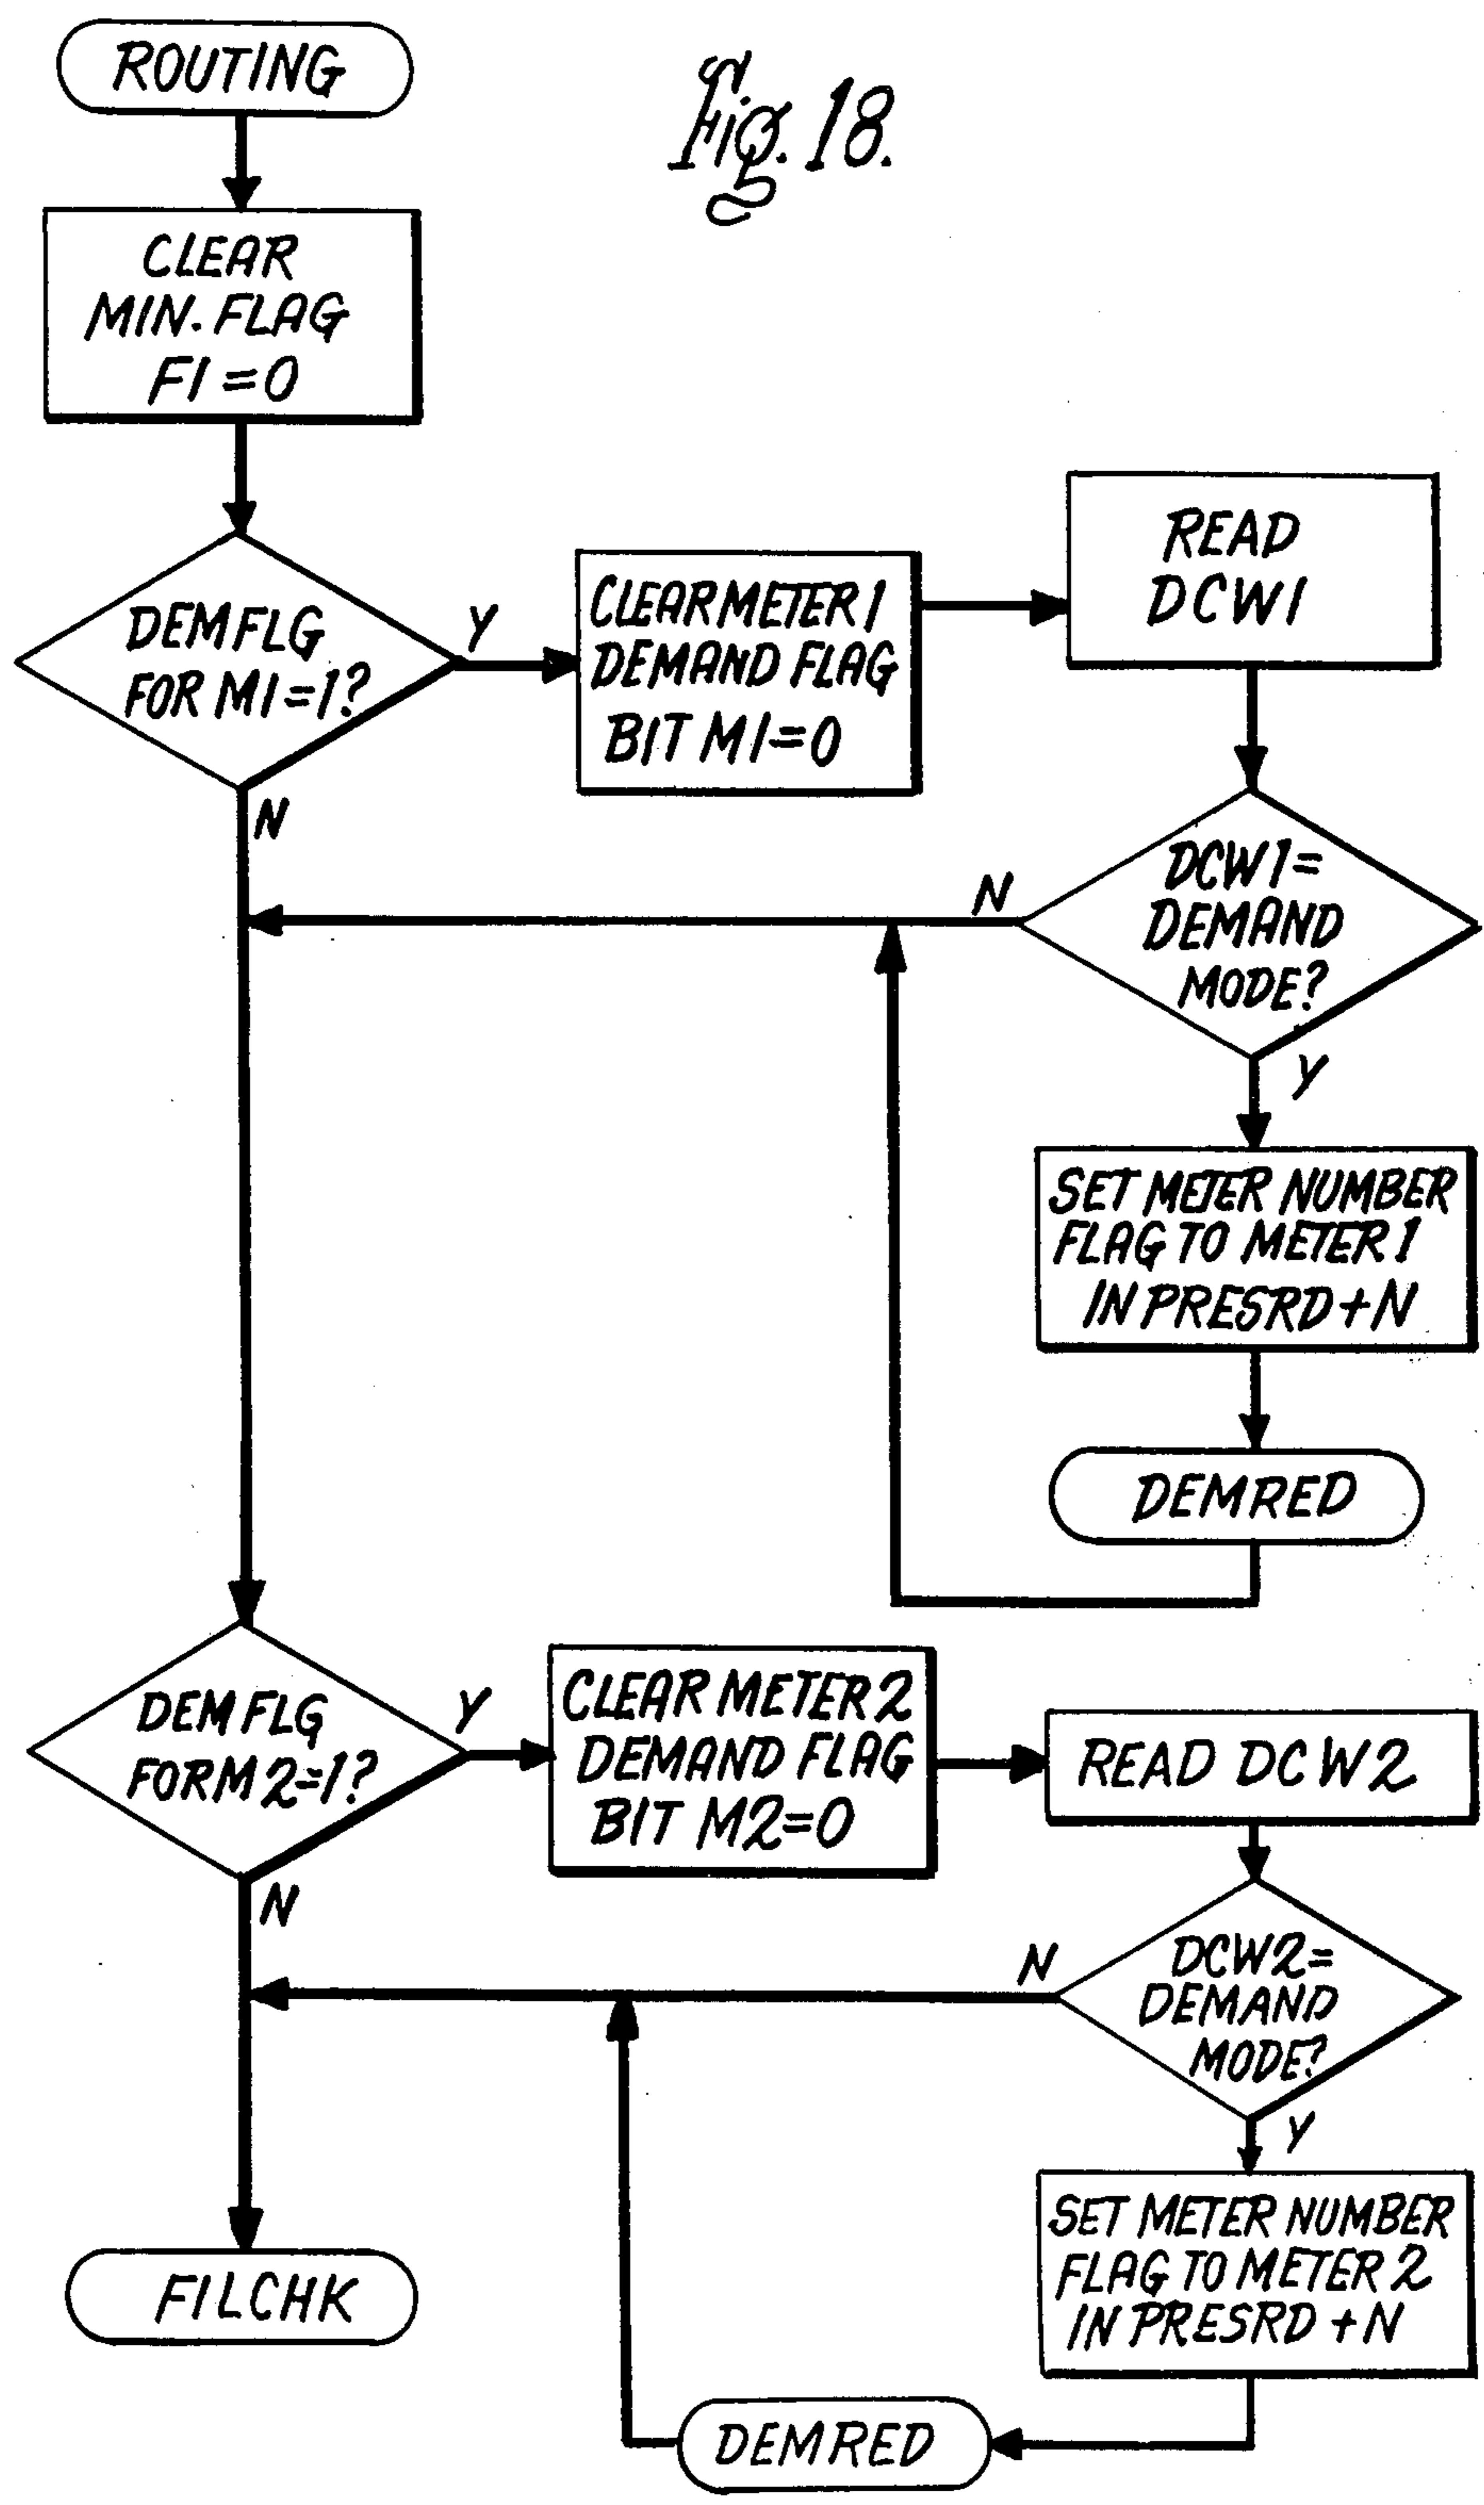 ROUTING
Fig. 18.
CLEAR
MIN. FLAG
F1=0
DEMFLG
FOR M1=1?
Y
N
CLEAR METER 1
DEMAND FLAG
BIT M1=0
READ
DCW1
DCW1=
DEMAND
MODE?
N
Y
SET METER NUMBER
FLAG TO METER 1
IN PRESRD+N
DEMRED
DEMFLG
FOR M2=1?
Y
N
CLEAR METER 2
DEMAND FLAG
BIT M2=0
READ DCW2
DCW2=
DEMAND
MODE?
N
Y
SET METER NUMBER
FLAG TO METER 2
IN PRESRD+N
DEMRED
FILCHK